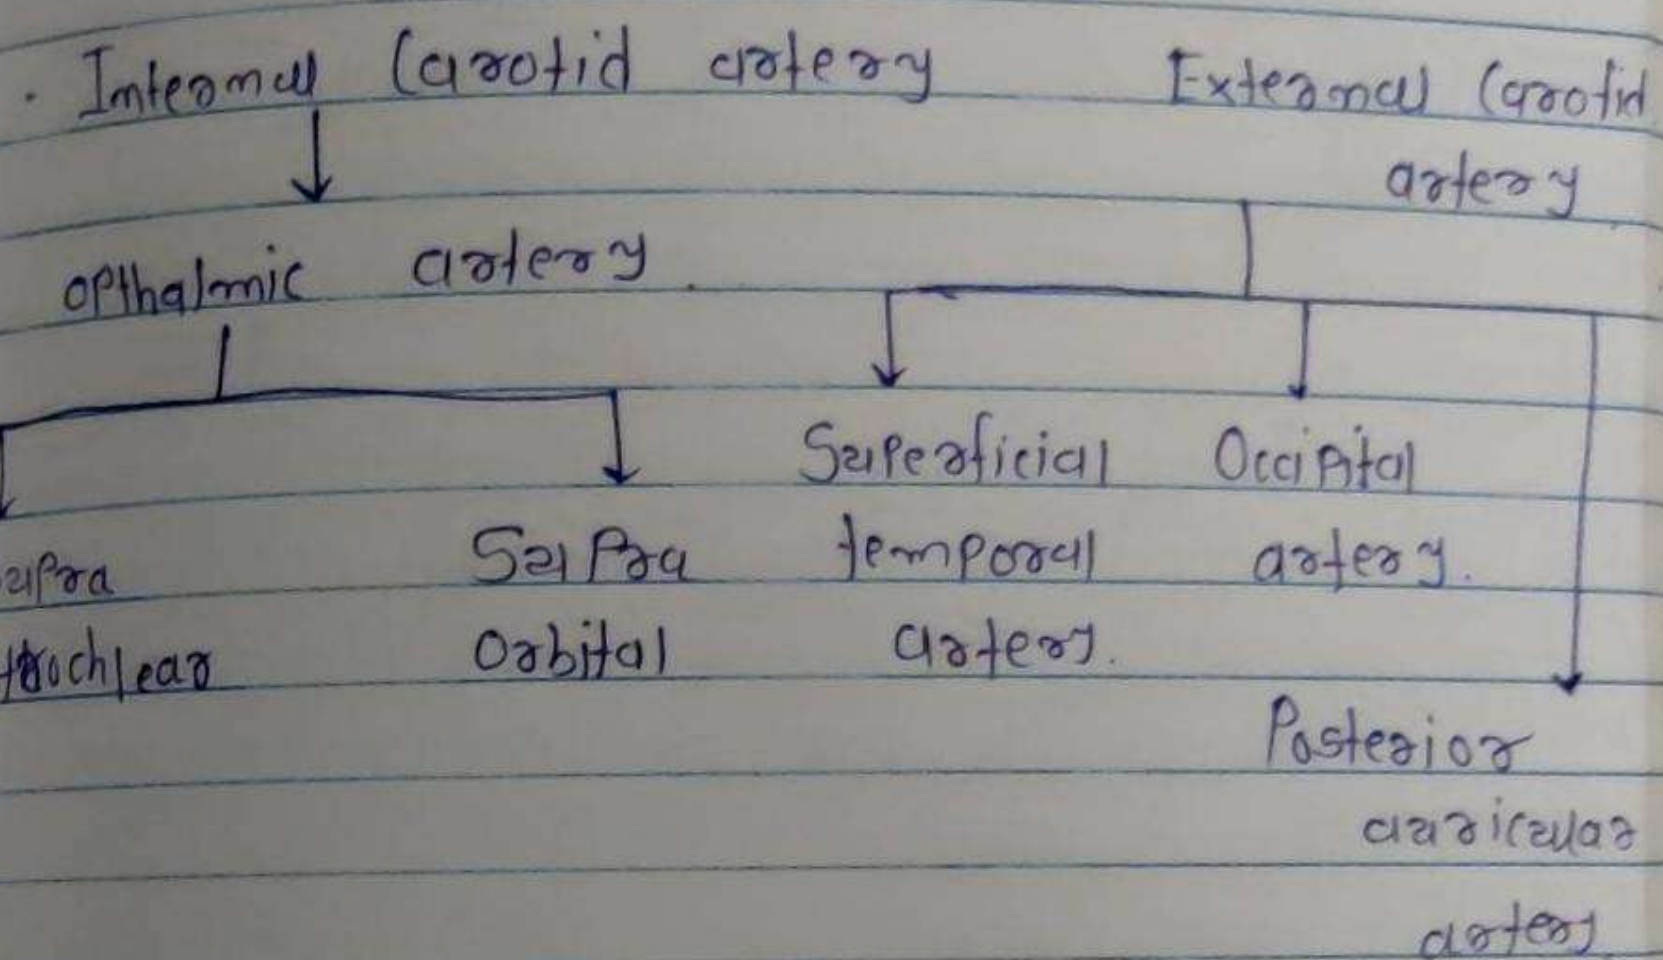 . Internal Carotid artery External Carotid
artery
opthalmic artery.
Superficial Occipital
upra Supra temporal artery.
trochlear Orbital artery.
Posterior
auricular
artery